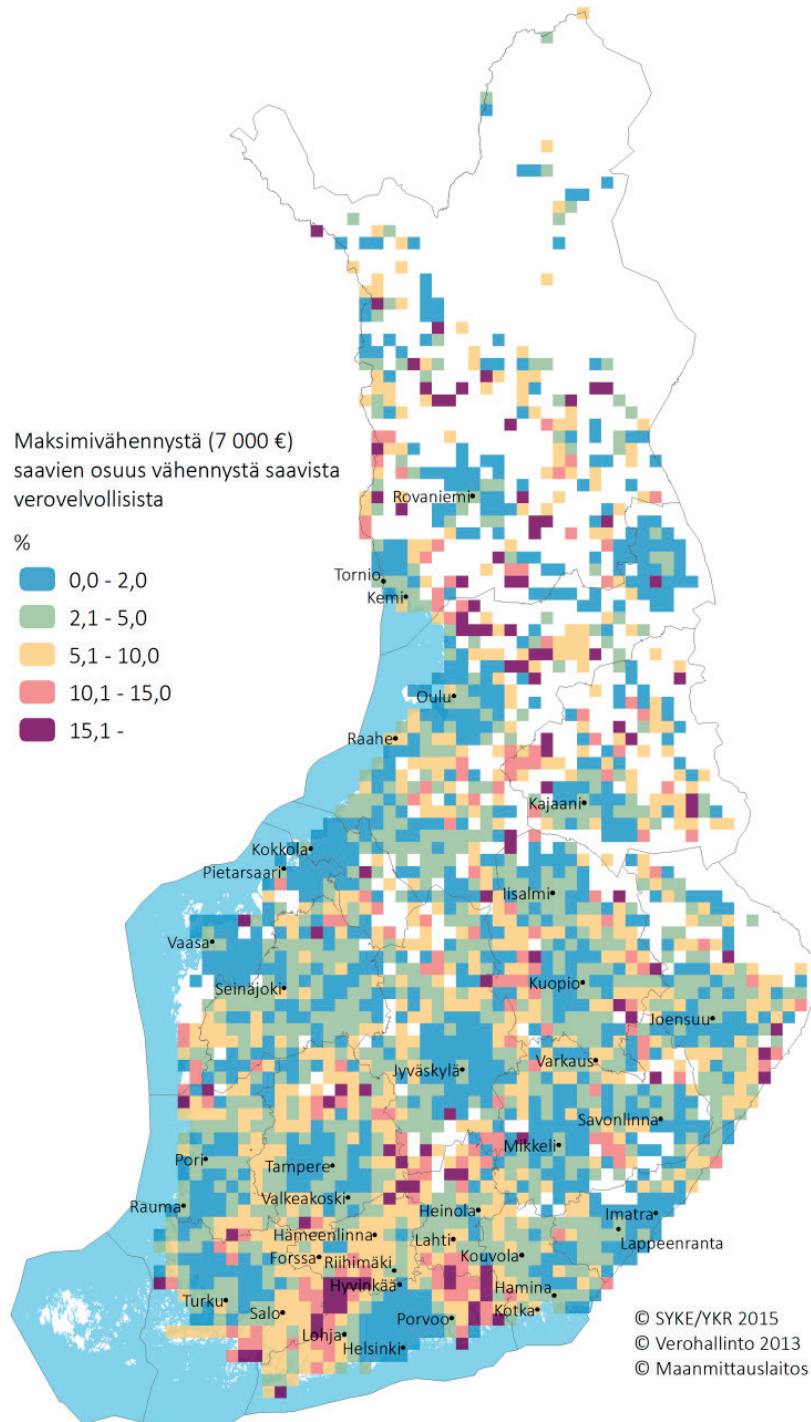 Maksimivähennystä (7 000 €)
saavien osuus vähennystä saavista
verovelvollisista
%
0,0 - 2,0
2,1 - 5,0
5,1 - 10,0
10,1 - 15,0
15,1 -
Rovaniemi
Tornio
Kemi
Oulu
Raahe
Kajaani
Kokkola
Pietarsaari
Iisalmi
Vaasa
Seinäjoki
Kuopio
Joensuu
Jyväskylä
Varkaus
Savonlinna
Mikkeli
Pori
Tampere
Rauma
Valkeakoski
Heinola
Imatra
Lappeenranta
Hämeenlinna
Lahti
Forssa
Riihimäki
Kouvola
Hyvinkää
Hamina
Turku
Salo
Porvoo
Kotka
Lohja
Helsinki
© SYKE/YKR 2015
© Verohallinto 2013
© Maanmittauslaitos